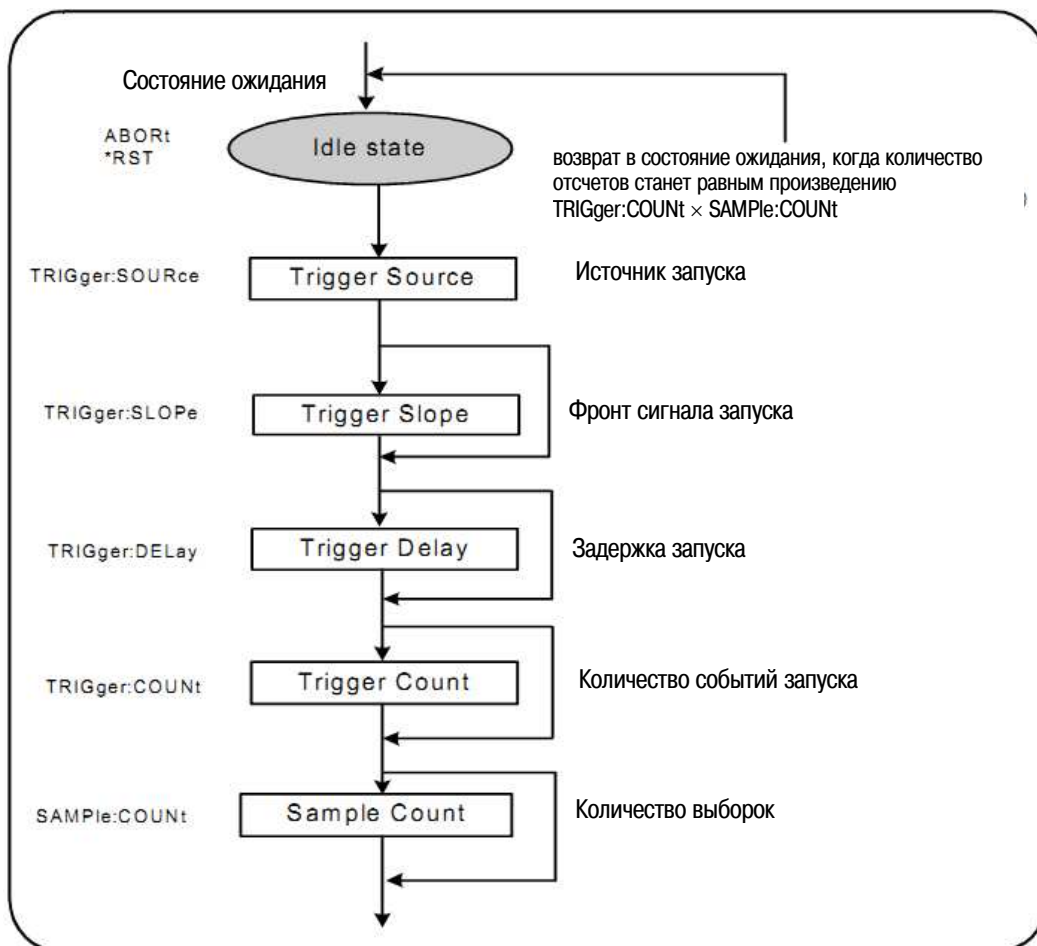 Состояние ожидания
ABORt
*RST
Idle state
возврат в состояние ожидания, когда количество
отсчетов станет равным произведению
TRIGger:COUNt × SAMPle:COUNt
)
TRIGger:SOURce
Trigger Source
Источник запуска
TRIGger:SLOPe
Trigger Slope
Фронт сигнала запуска
TRIGger:DELay
Trigger Delay
Задержка запуска
TRIGger:COUNt
Trigger Count
Количество событий запуска
SAMPle:COUNt
Sample Count
Количество выборок